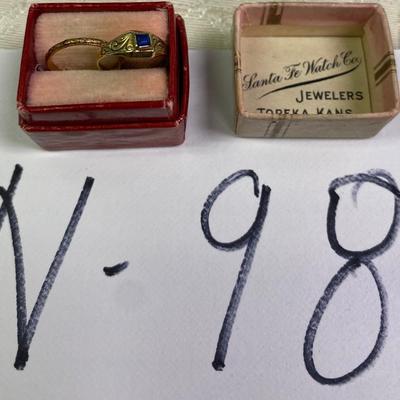 Santa Fe Watch Co.
JEWELERS
TOPEKA KANS.
V - 98